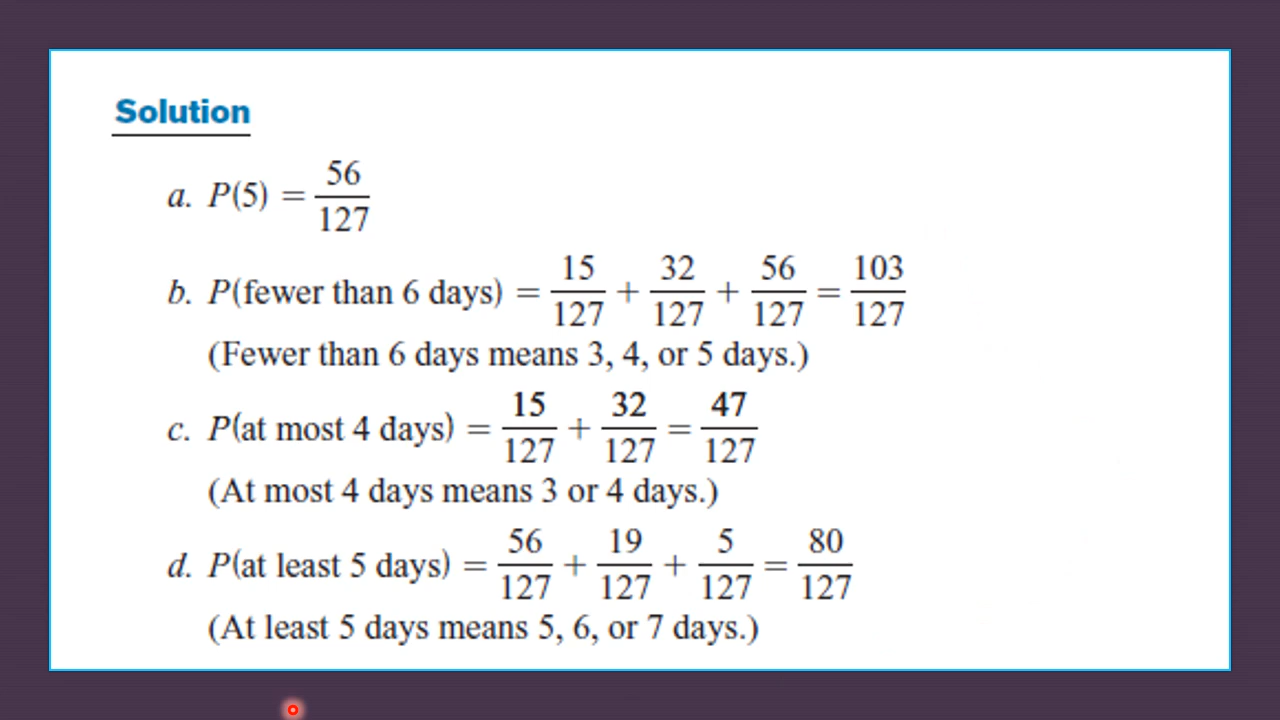 Solution
a. P(5) = 56/127
b. P(fewer than 6 days) = 15/127 + 32/127 + 56/127 = 103/127
(Fewer than 6 days means 3, 4, or 5 days.)
c. P(at most 4 days) = 15/127 + 32/127 = 47/127
(At most 4 days means 3 or 4 days.)
d. P(at least 5 days) = 56/127 + 19/127 + 5/127 = 80/127
(At least 5 days means 5, 6, or 7 days.)